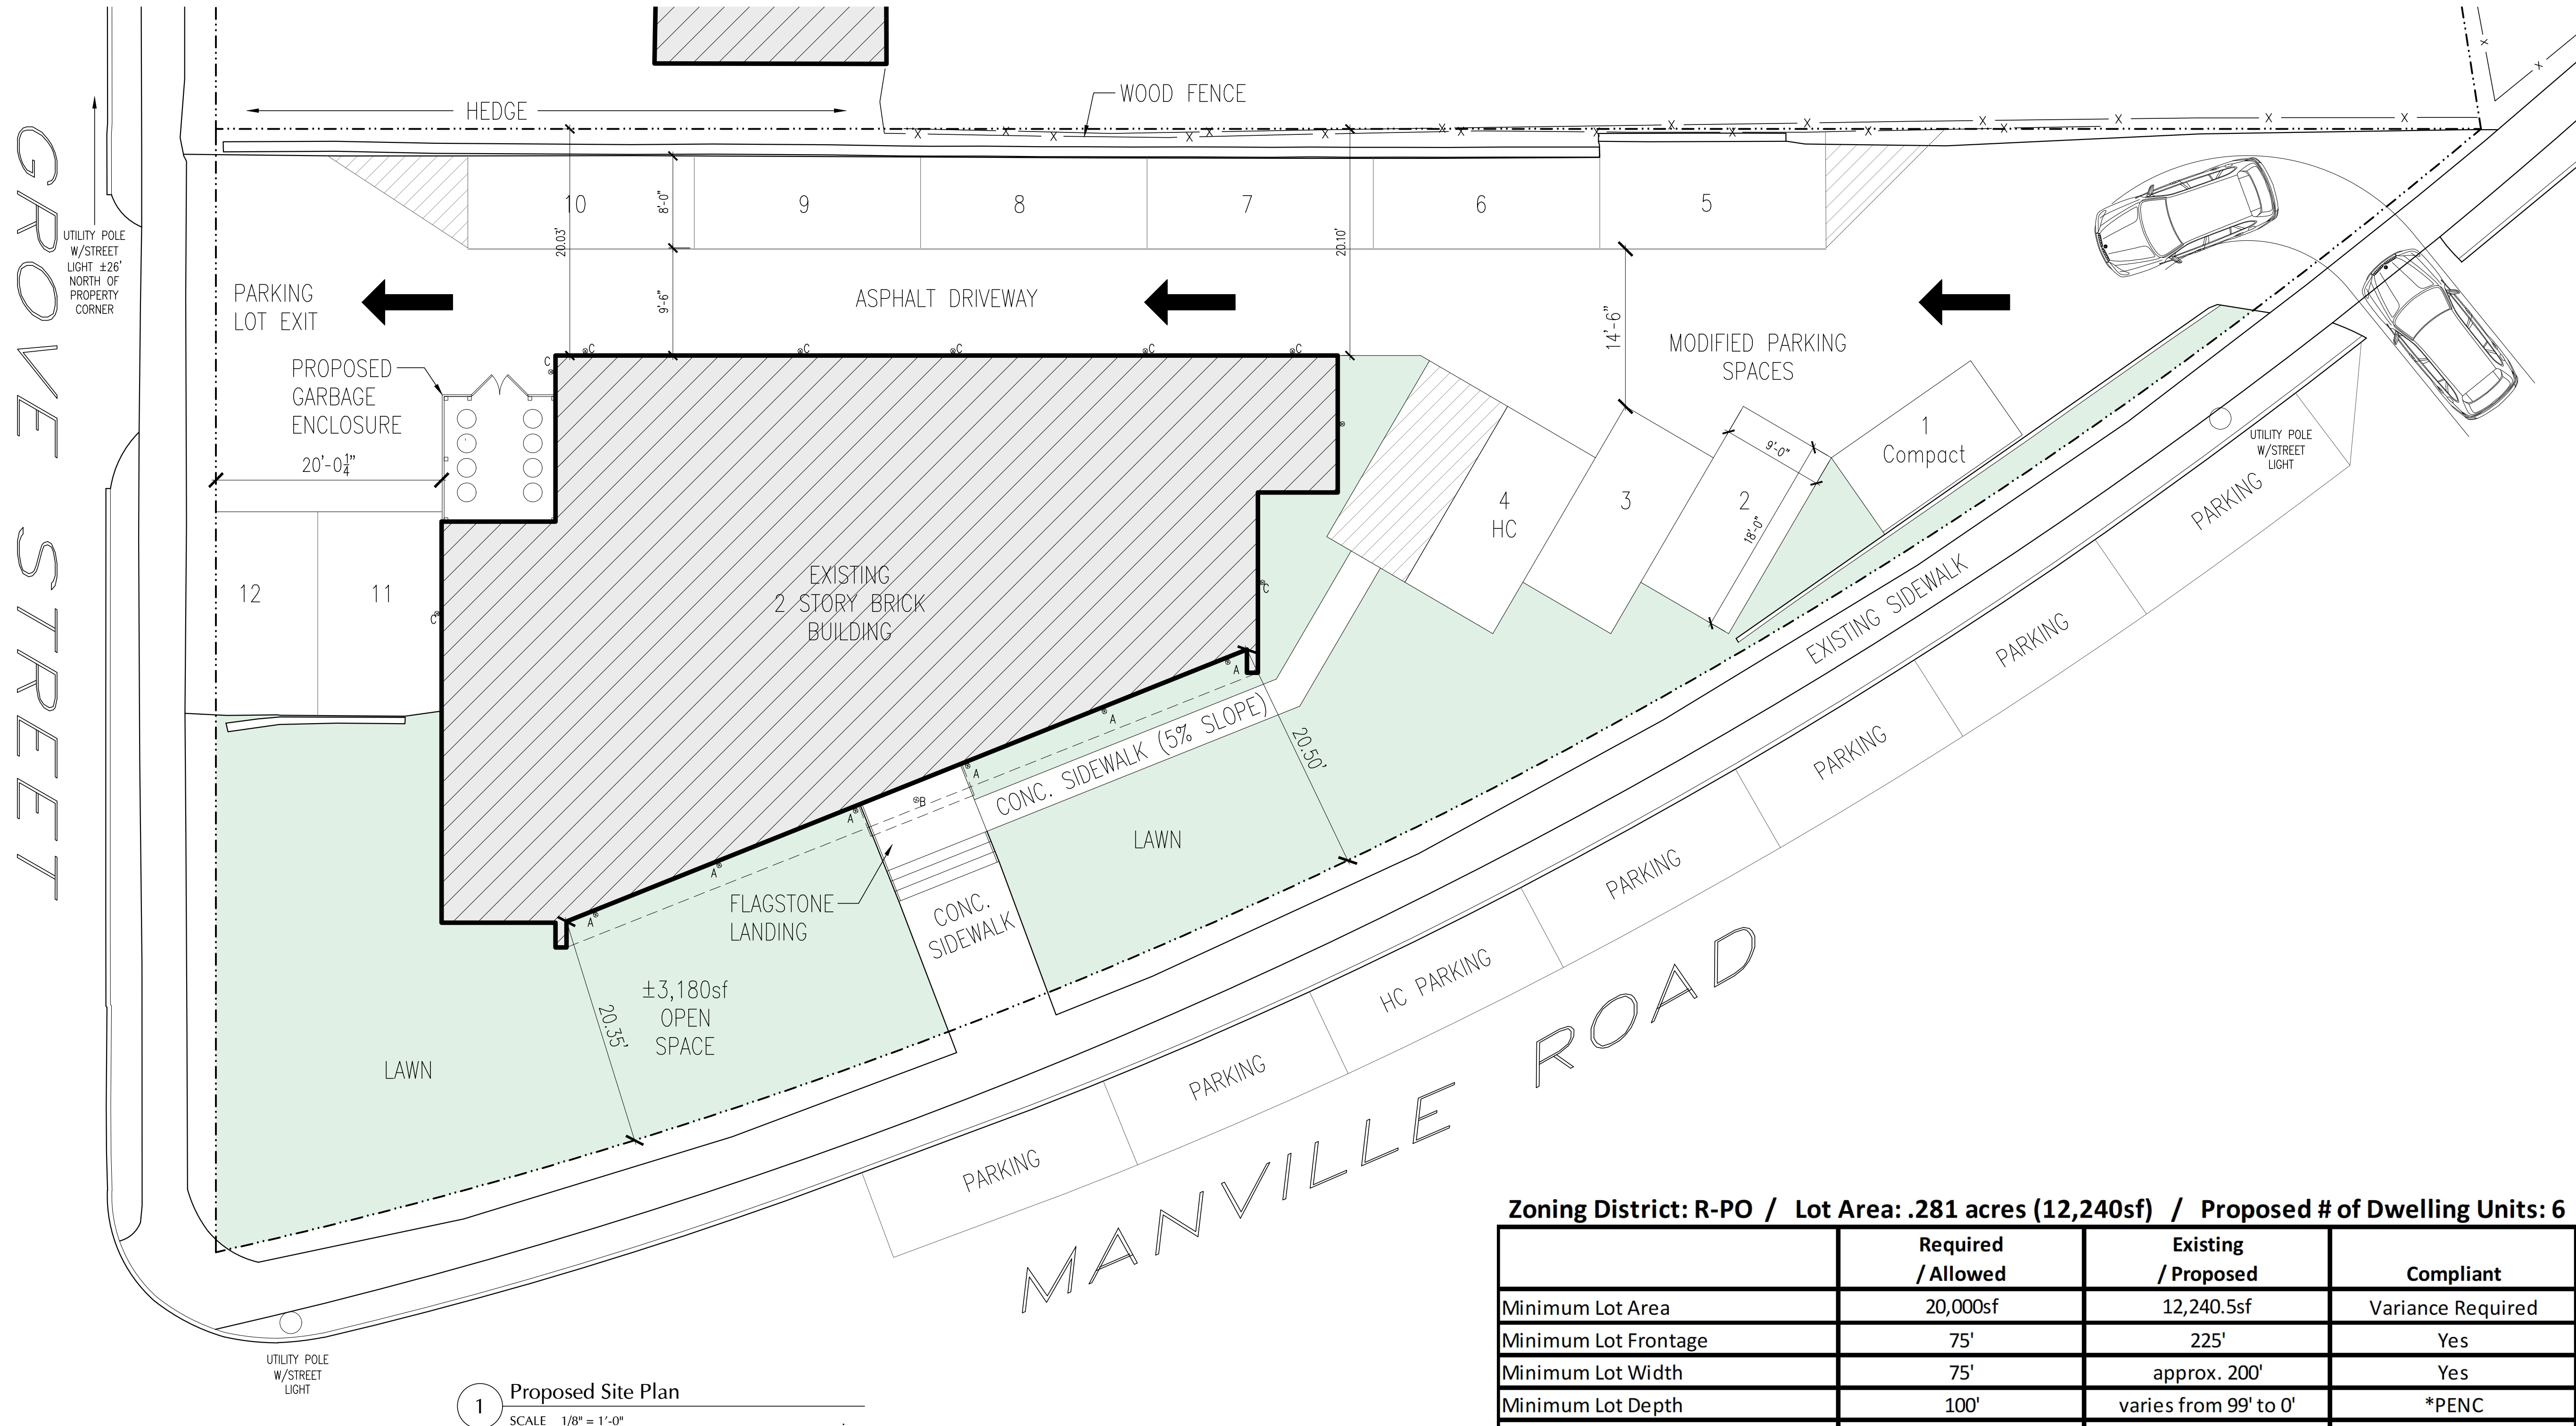 HEDGE
WOOD FENCE
GROVE STREET
UTILITY POLE
W/STREET
LIGHT ±26'
NORTH OF
PROPERTY
CORNER
10
9
8
7
6
5
8'-0"
20.03'
20.10'
9'-6"
14'-6"
PARKING
LOT EXIT
ASPHALT DRIVEWAY
MODIFIED PARKING
SPACES
PROPOSED
GARBAGE
ENCLOSURE
20'-0¼"
C
C
C
C
C
C
C
C
12
11
EXISTING
2 STORY BRICK
BUILDING
4
HC
3
2
9'-0"
18'-0"
1
Compact
UTILITY POLE
W/STREET
LIGHT
PARKING
EXISTING SIDEWALK
PARKING
PARKING
PARKING
HC PARKING
PARKING
PARKING
A
A
A
A
A
A
B
CONC. SIDEWALK (5% SLOPE)
20.50'
LAWN
FLAGSTONE
LANDING
CONC.
SIDEWALK
±3,180sf
OPEN
SPACE
20.35'
LAWN
MANVILLE ROAD
UTILITY POLE
W/STREET
LIGHT
1
Proposed Site Plan
SCALE 1/8" = 1'-0"
Zoning District: R-PO / Lot Area: .281 acres (12,240sf) / Proposed # of Dwelling Units: 6
Required / Allowed Existing / Proposed Compliant
Minimum Lot Area 20,000sf 12,240.5sf Variance Required
Minimum Lot Frontage 75' 225' Yes
Minimum Lot Width 75' approx. 200' Yes
Minimum Lot Depth 100' varies from 99' to 0' *PENC